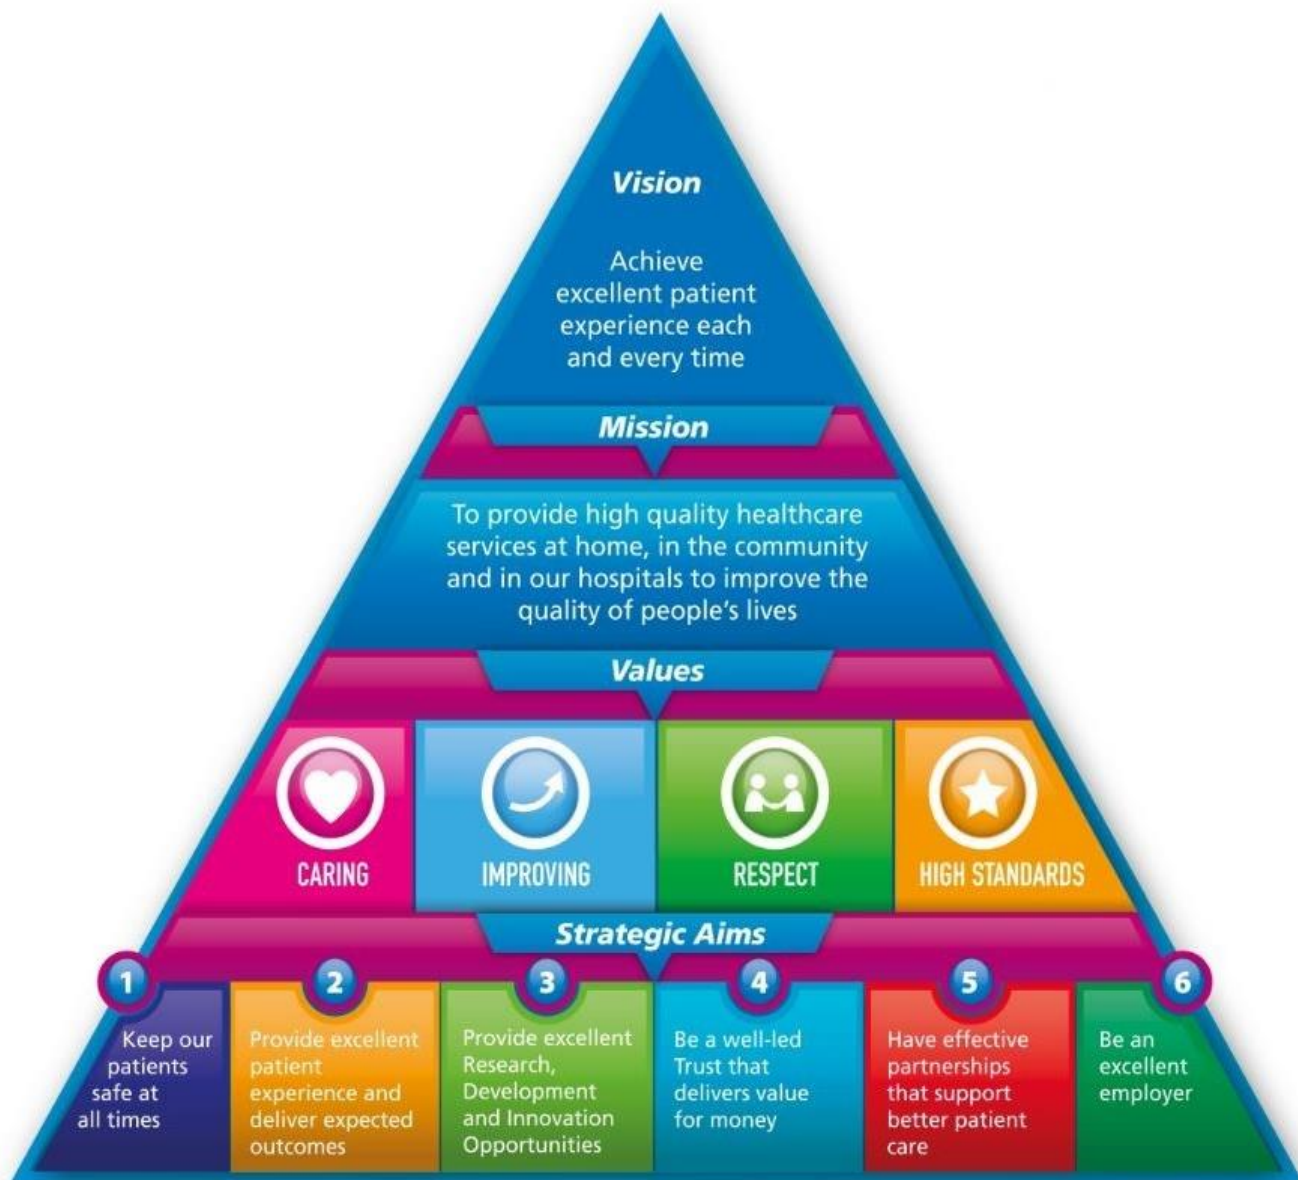 Vision
Achieve
excellent patient
experience each
and every time
Mission
To provide high quality healthcare
services at home, in the community
and in our hospitals to improve the
quality of people's lives
Values
CARING
IMPROVING
RESPECT
HIGH STANDARDS
Strategic Aims
1
Keep our
patients
safe at
all times
2
Provide excellent
patient
experience and
deliver expected
outcomes
3
Provide excellent
Research,
Development
and Innovation
Opportunities
4
Be a well-led
Trust that
delivers value
for money
5
Have effective
partnerships
that support
better patient
care
6
Be an
excellent
employer